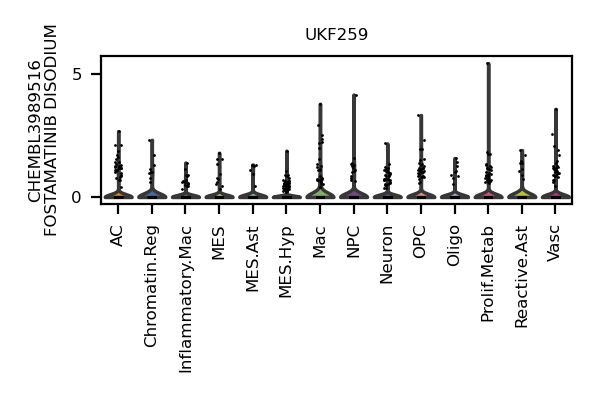 UKF259
CHEMBL3989516
FOSTAMATINIB DISODIUM
5
0
AC
Chromatin.Reg
Inflammatory.Mac
MES
MES.Ast
MES.Hyp
Mac
NPC
Neuron
OPC
Oligo
Prolif.Metab
Reactive.Ast
Vasc